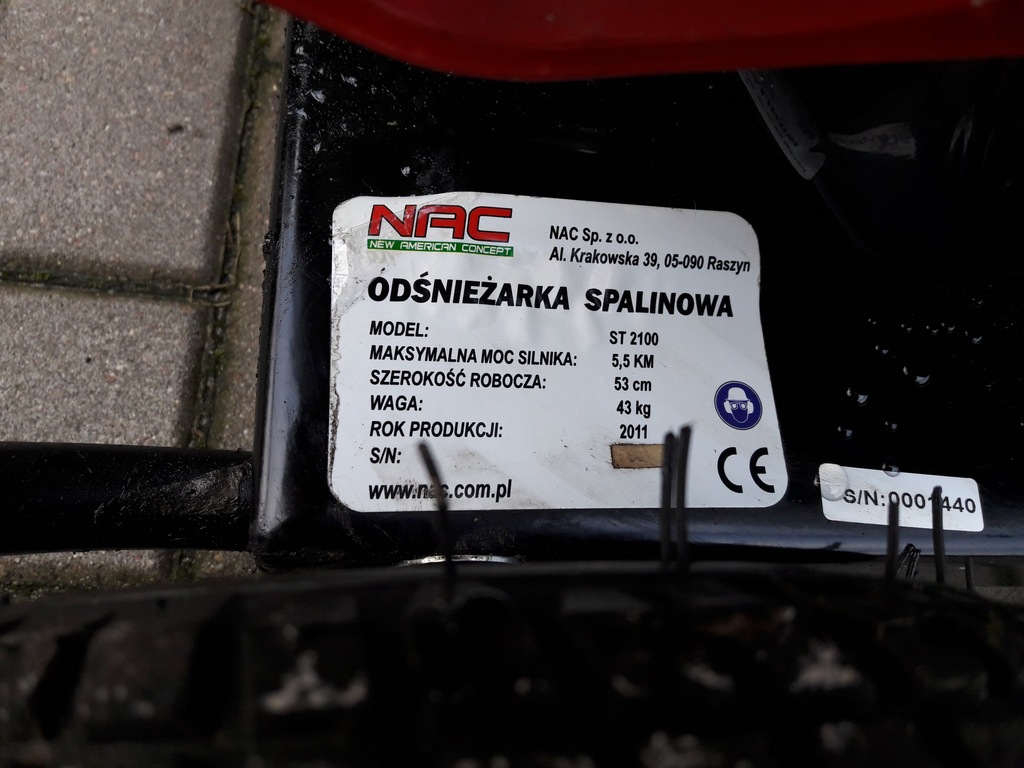 NAC
NEW AMERICAN CONCEPT
NAC Sp. z o.o.
Al. Krakowska 39, 05-090 Raszyn
ODŚNIEŻARKA SPALINOWA
MODEL: ST 2100
MAKSYMALNA MOC SILNIKA: 5,5 KM
SZEROKOŚĆ ROBOCZA: 53 cm
WAGA: 43 kg
ROK PRODUKCJI: 2011
S/N:
www.nac.com.pl
CE
S/N:0001440